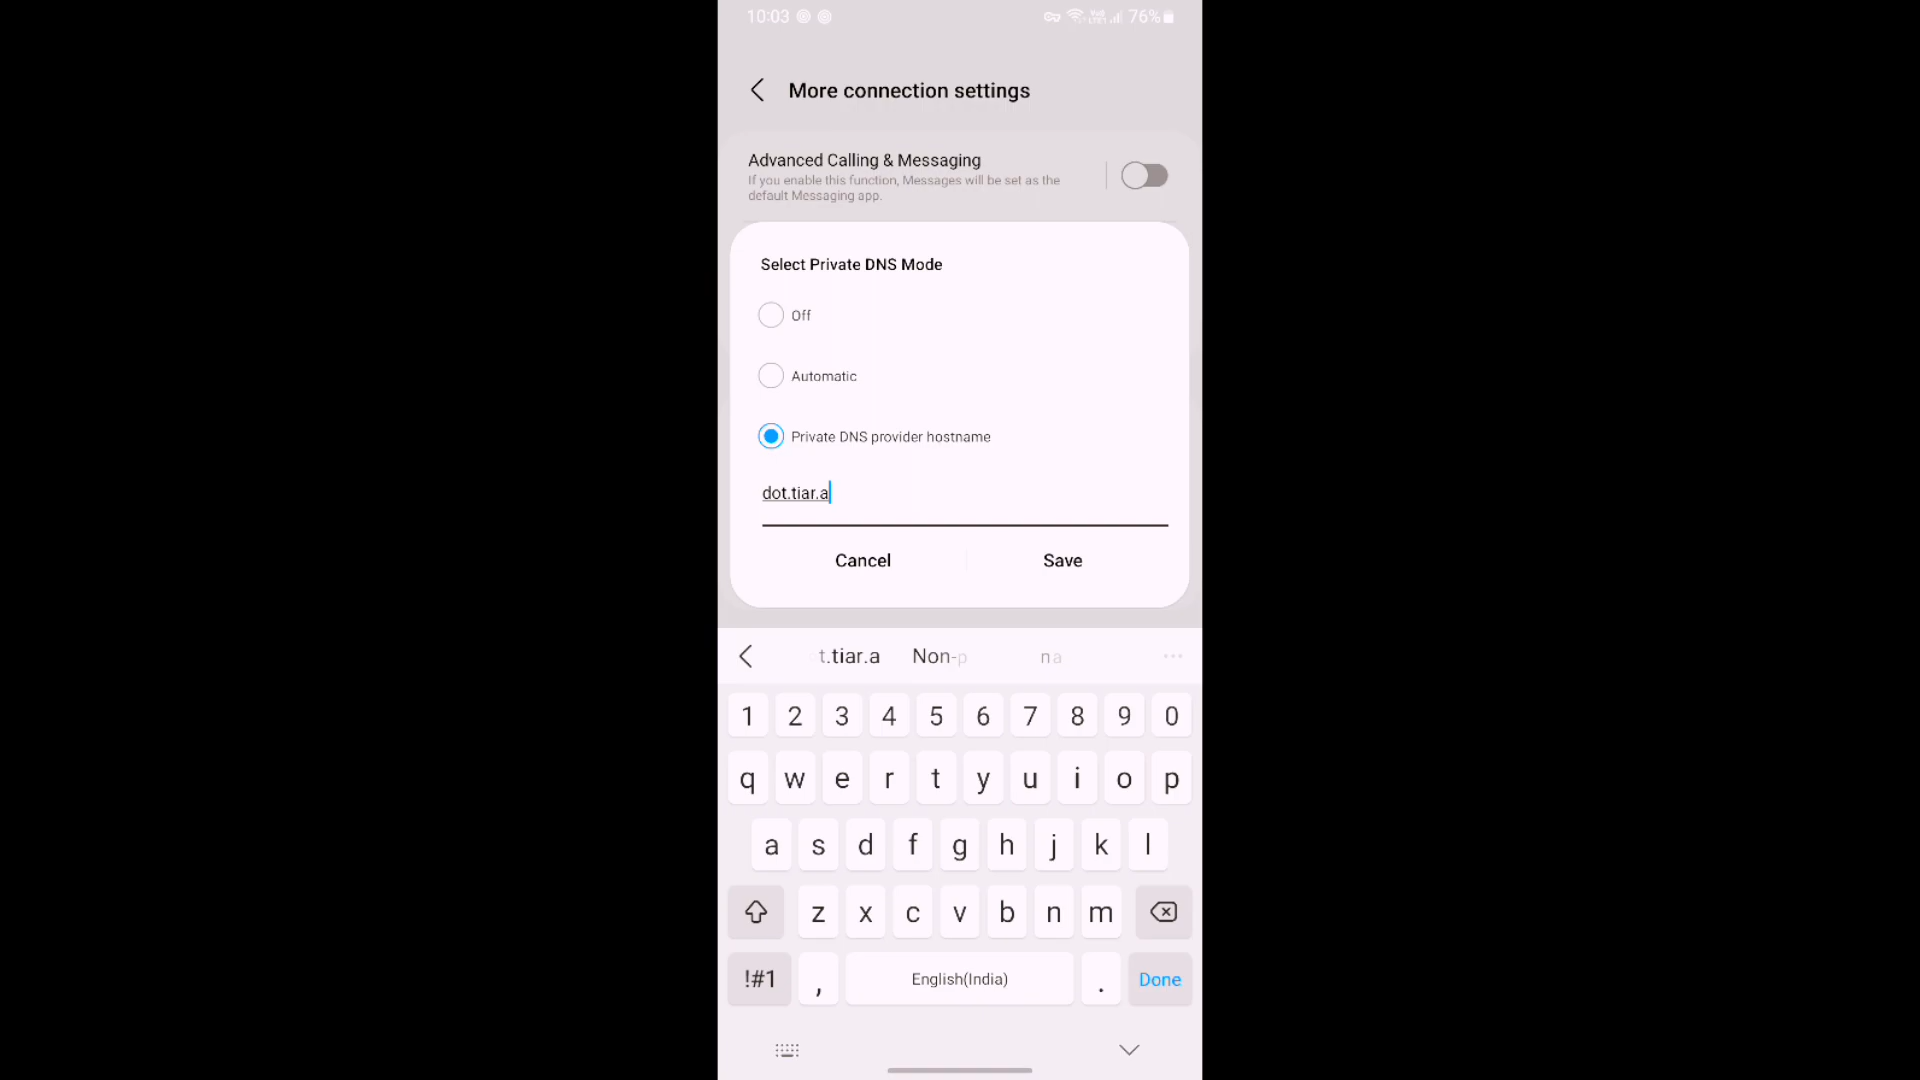 10:03 76%
More connection settings
Advanced Calling & Messaging
If you enable this function, Messages will be set as the
default Messaging app.
Select Private DNS Mode
Off
Automatic
Private DNS provider hostname
dot.tiar.a
Cancel Save
t.tiar.a Non-p na ...
1 2 3 4 5 6 7 8 9 0
q w e r t y u i o p
a s d f g h j k l
z x c v b n m
!#1 , English(India) . Done